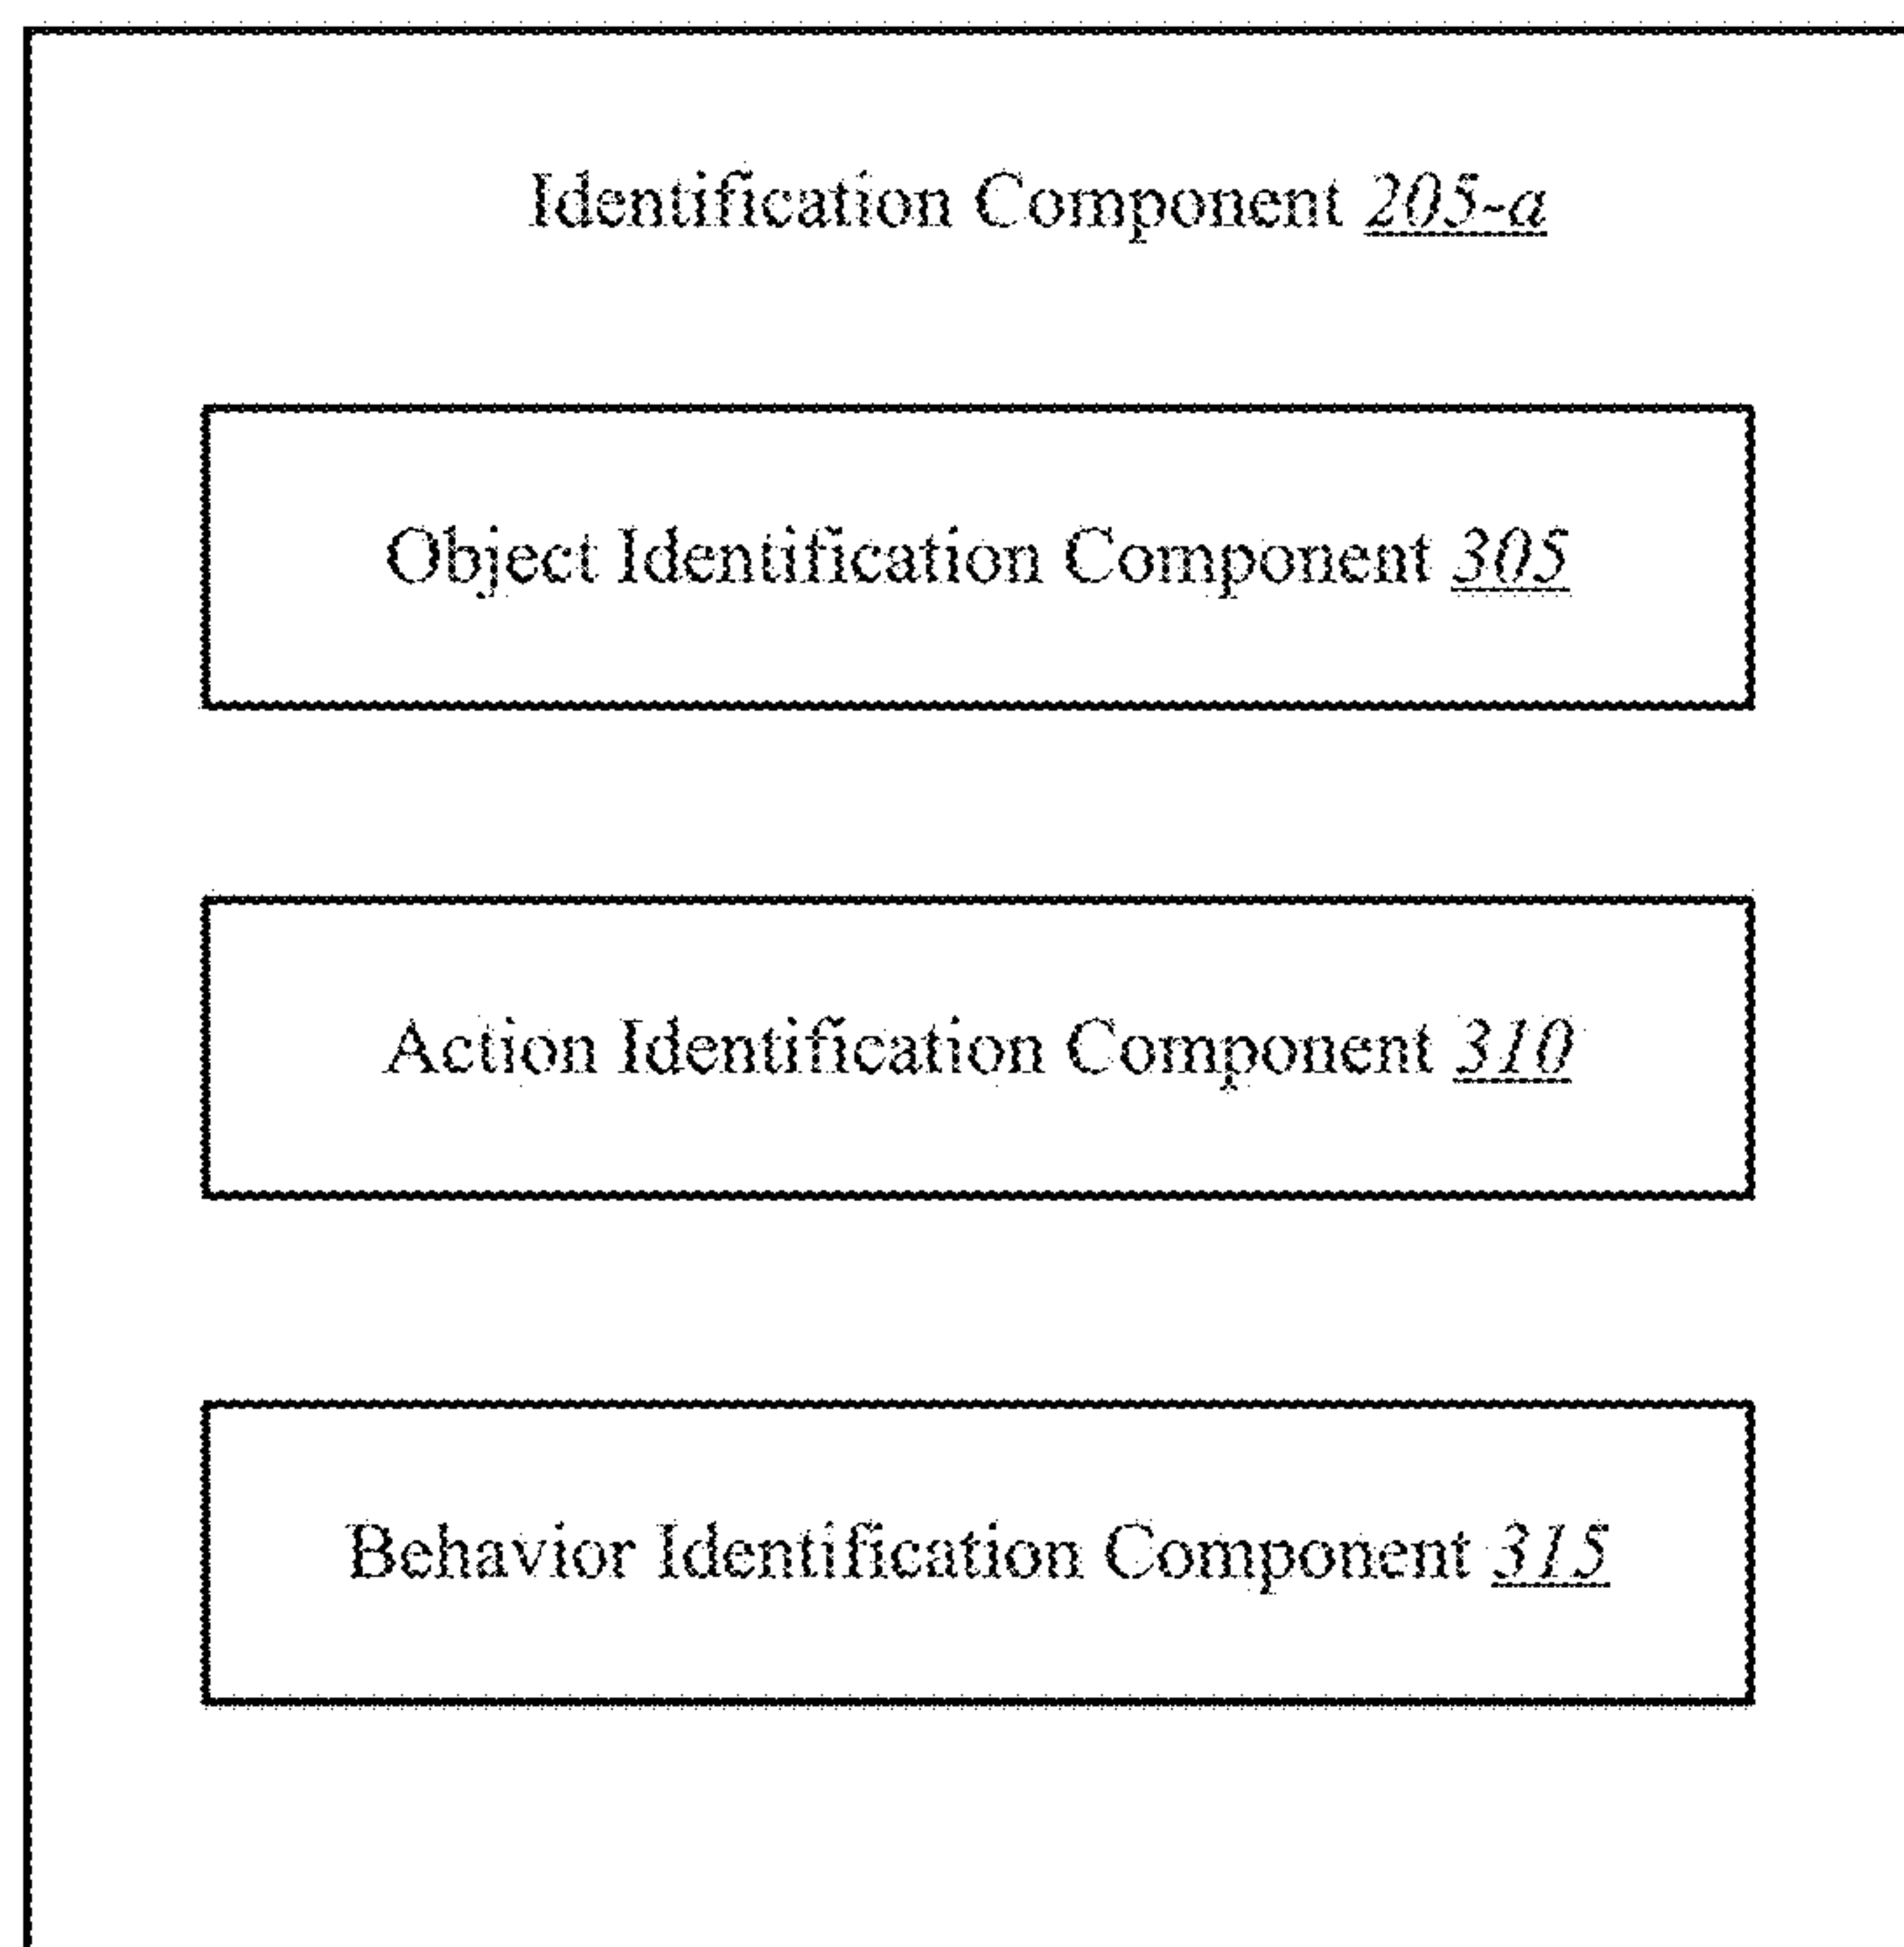 Identification Component 205-a
Object Identification Component 305
Action Identification Component 310
Behavior Identification Component 315